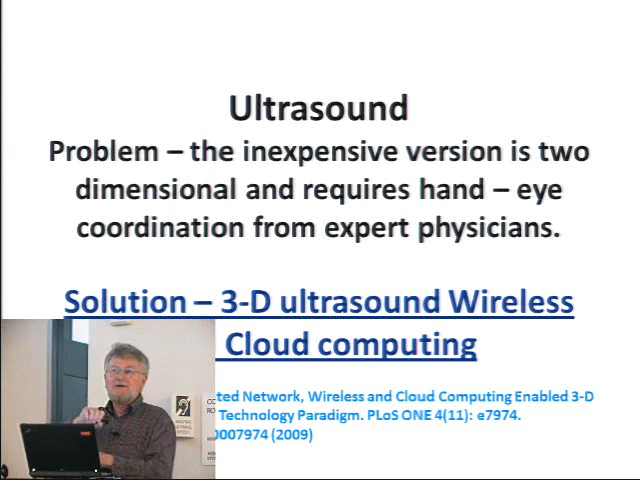 Ultrasound
Problem – the inexpensive version is two
dimensional and requires hand – eye
coordination from expert physicians.
Solution – 3-D ultrasound Wireless
Cloud computing
ted Network, Wireless and Cloud Computing Enabled 3-D
Technology Paradigm. PLoS ONE 4(11): e7974.
0007974 (2009)